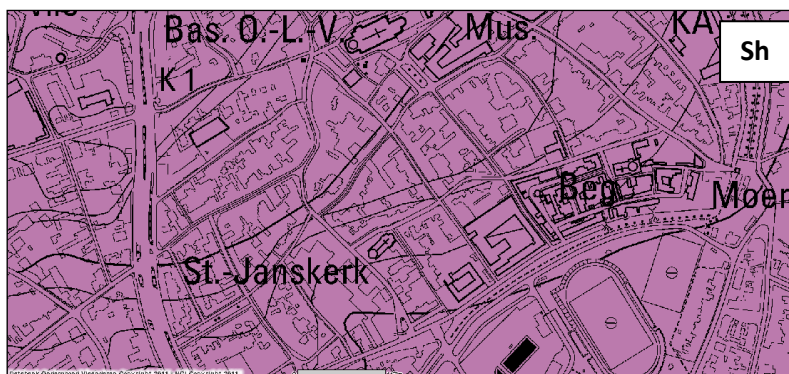 Bas. O.-L.-V.
Mus.
KA
Sh
K 1
Beg.
Moer
St.-Janskerk